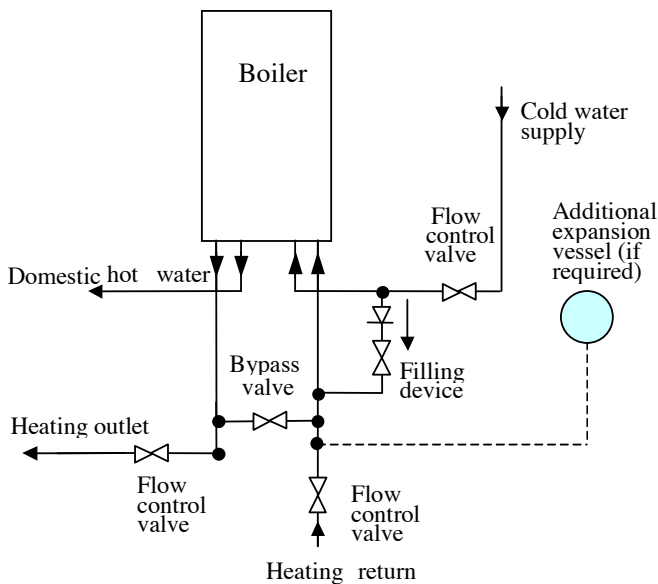 Boiler
Cold water
supply
Flow
control
valve
Additional
expansion
vessel (if
required)
Domestic hot water
Bypass
valve
Filling
device
Heating outlet
Flow
control
valve
Flow
control
valve
Heating return